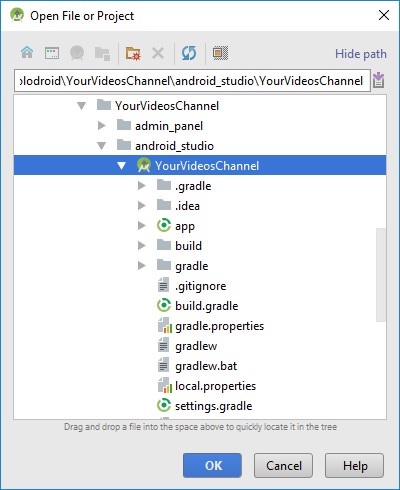 Open File or Project
Hide path
olodroid\YourVideosChannel\android_studio\YourVideosChannel
YourVideosChannel
admin_panel
android_studio
YourVideosChannel
.gradle
.idea
app
build
gradle
.gitignore
build.gradle
gradle.properties
gradlew
gradlew.bat
local.properties
settings.gradle
Drag and drop a file into the space above to quickly locate it in the tree
OK
Cancel
Help